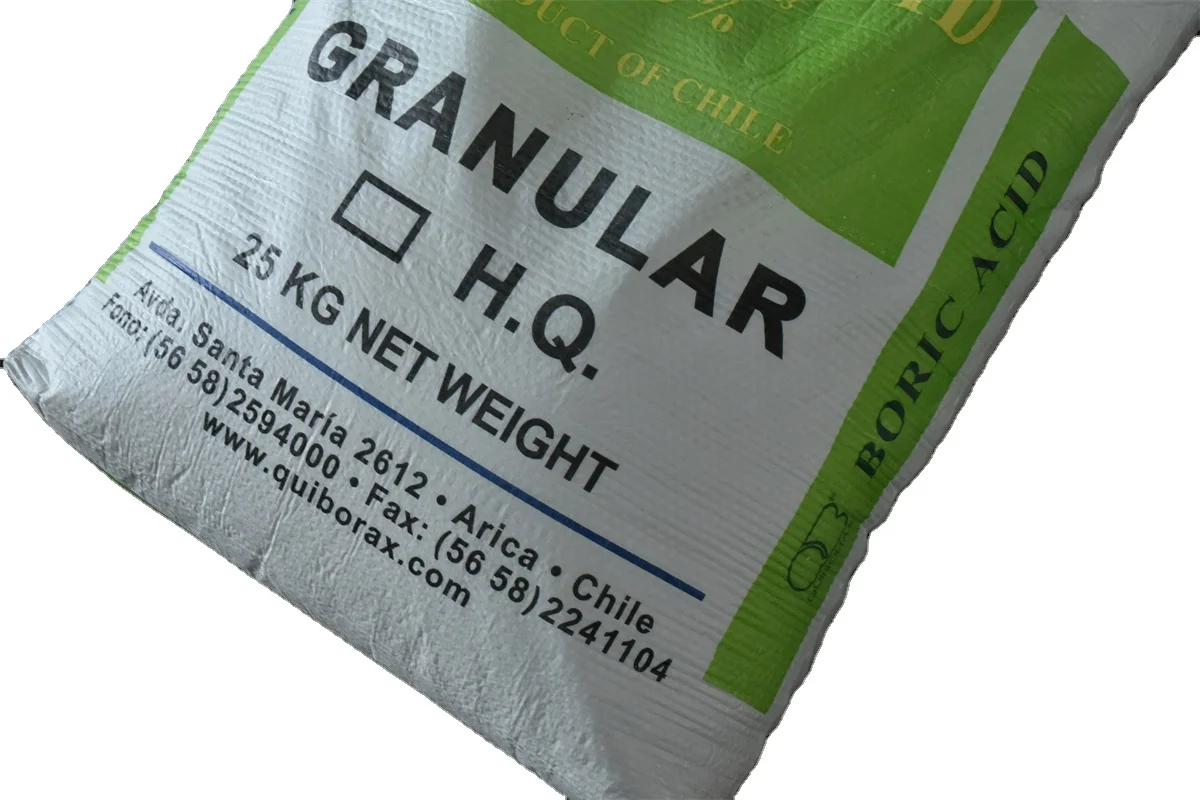 %
PRODUCT OF CHILE
GRANULAR
H.Q.
25 KG NET WEIGHT
Avda. Santa María 2612 • Arica • Chile
Fono: (56 58)2594000 • Fax: (56 58)2241104
www.quiborax.com
BORIC ACID